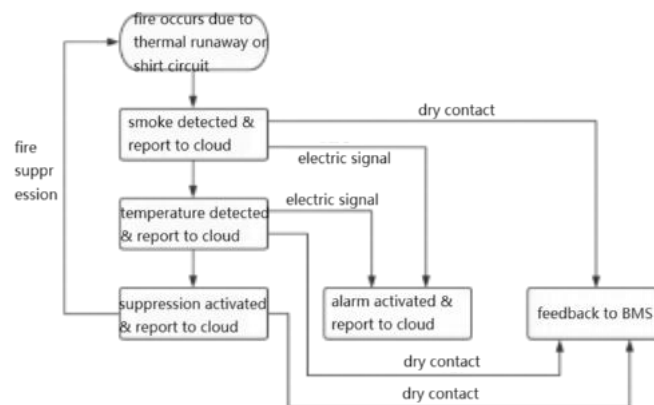 fire occurs due to
thermal runaway or
shirt circuit
smoke detected &
report to cloud
dry contact
electric signal
fire
suppr
ession
electric signal
temperature detected
& report to cloud
suppression activated
& report to cloud
alarm activated &
report to cloud
feedback to BMS
dry contact
dry contact